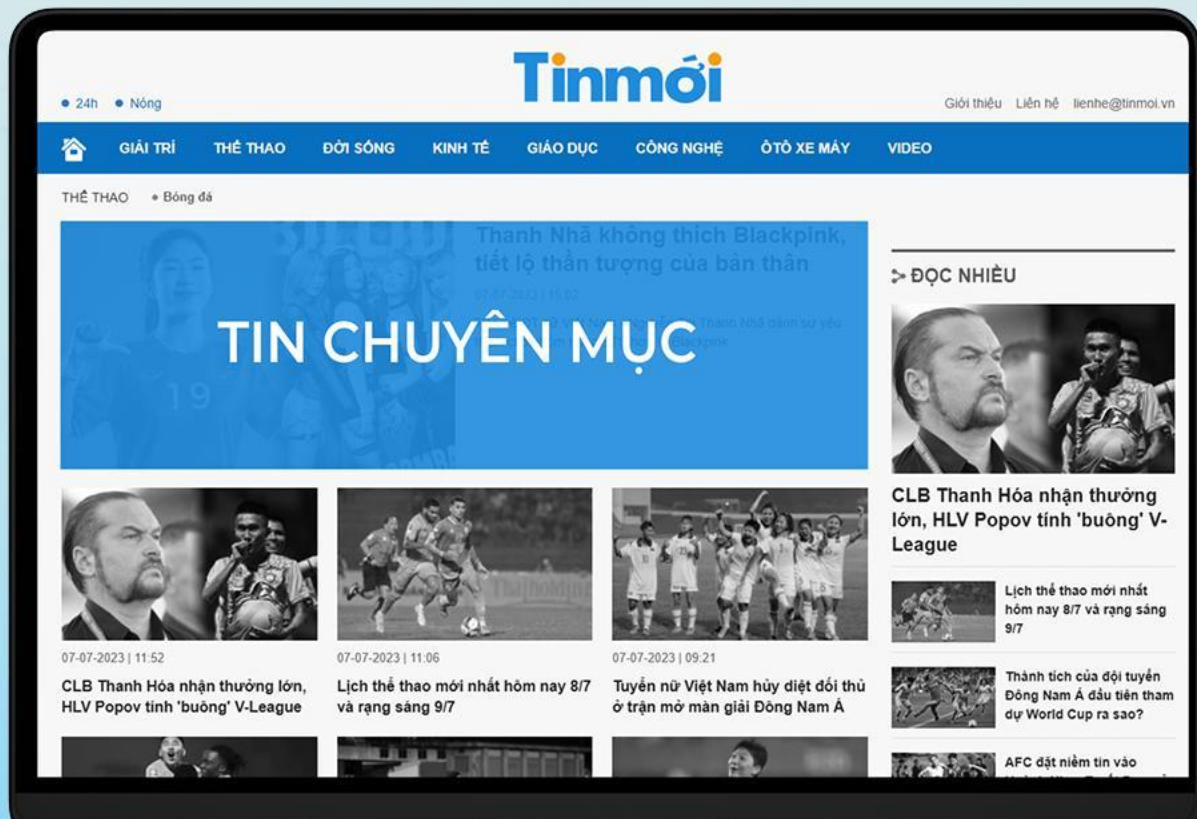 Tinmới
24h
Nóng
Giới thiệu Liên hệ lienhe@tinmoi.vn
GIẢI TRÍ THỂ THAO ĐỜI SỐNG KINH TẾ GIÁO DỤC CÔNG NGHỆ ÔTÔ XE MÁY VIDEO
THỂ THAO • Bóng đá
Thanh Nhã không thích Blackpink,
tiết lộ thần tượng của bản thân
07-07-2023 | 15:02
TIN CHUYÊN MỤC
19
ĐỌC NHIỀU
CLB Thanh Hóa nhận thưởng
lớn, HLV Popov tính 'buông' V-
League
Lịch thể thao mới nhất
hôm nay 8/7 và rạng sáng
9/7
Thành tích của đội tuyển
Đông Nam Á đầu tiên tham
dự World Cup ra sao?
AFC đặt niềm tin vào
07-07-2023 | 11:52
CLB Thanh Hóa nhận thưởng lớn,
HLV Popov tính 'buông' V-League
07-07-2023 | 11:06
Lịch thể thao mới nhất hôm nay 8/7
và rạng sáng 9/7
07-07-2023 | 09:21
Tuyển nữ Việt Nam hủy diệt đối thủ
ở trận mở màn giải Đông Nam Á